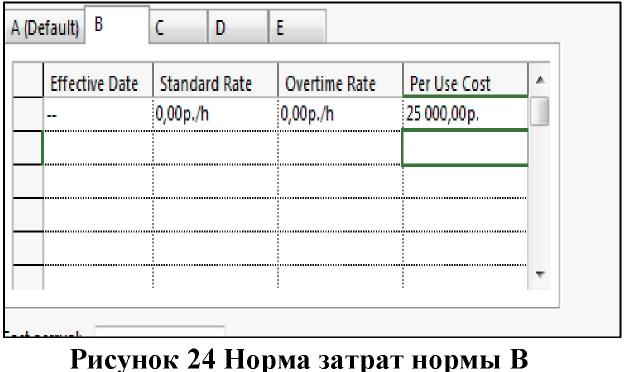 A (Default) B C D E
Effective Date Standard Rate Overtime Rate Per Use Cost
-- 0,00р./h 0,00р./h 25 000,00р.
Рисунок 24 Норма затрат нормы В